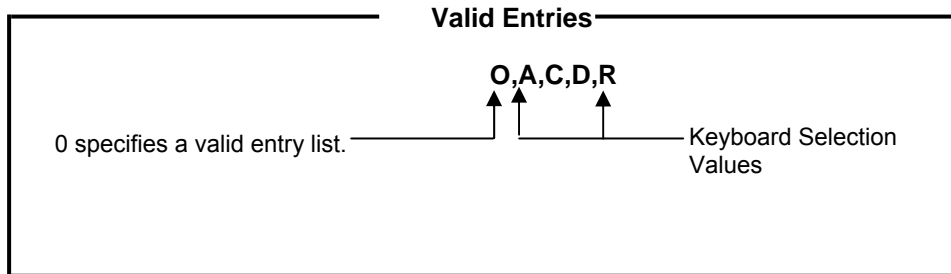 Valid Entries
O,A,C,D,R
0 specifies a valid entry list.
Keyboard Selection
Values